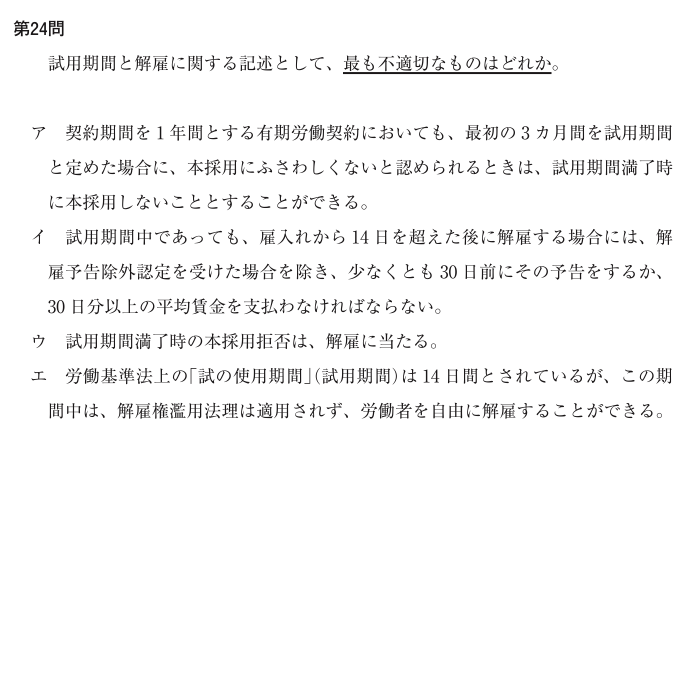 第24問
試用期間と解雇に関する記述として、最も不適切なものはどれか。
ア 契約期間を1年間とする有期労働契約においても、最初の3カ月間を試用期間
と定めた場合に、本採用にふさわしくないと認められるときは、試用期間満了時
に本採用しないこととすることができる。
イ 試用期間中であっても、雇入れから14日を超えた後に解雇する場合には、解
雇予告除外認定を受けた場合を除き、少なくとも30日前にその予告をするか、
30日分以上の平均賃金を支払わなければならない。
ウ 試用期間満了時の本採用拒否は、解雇に当たる。
エ 労働基準法上の「試の使用期間」(試用期間)は14日間とされているが、この期
間中は、解雇権濫用法理は適用されず、労働者を自由に解雇することができる。